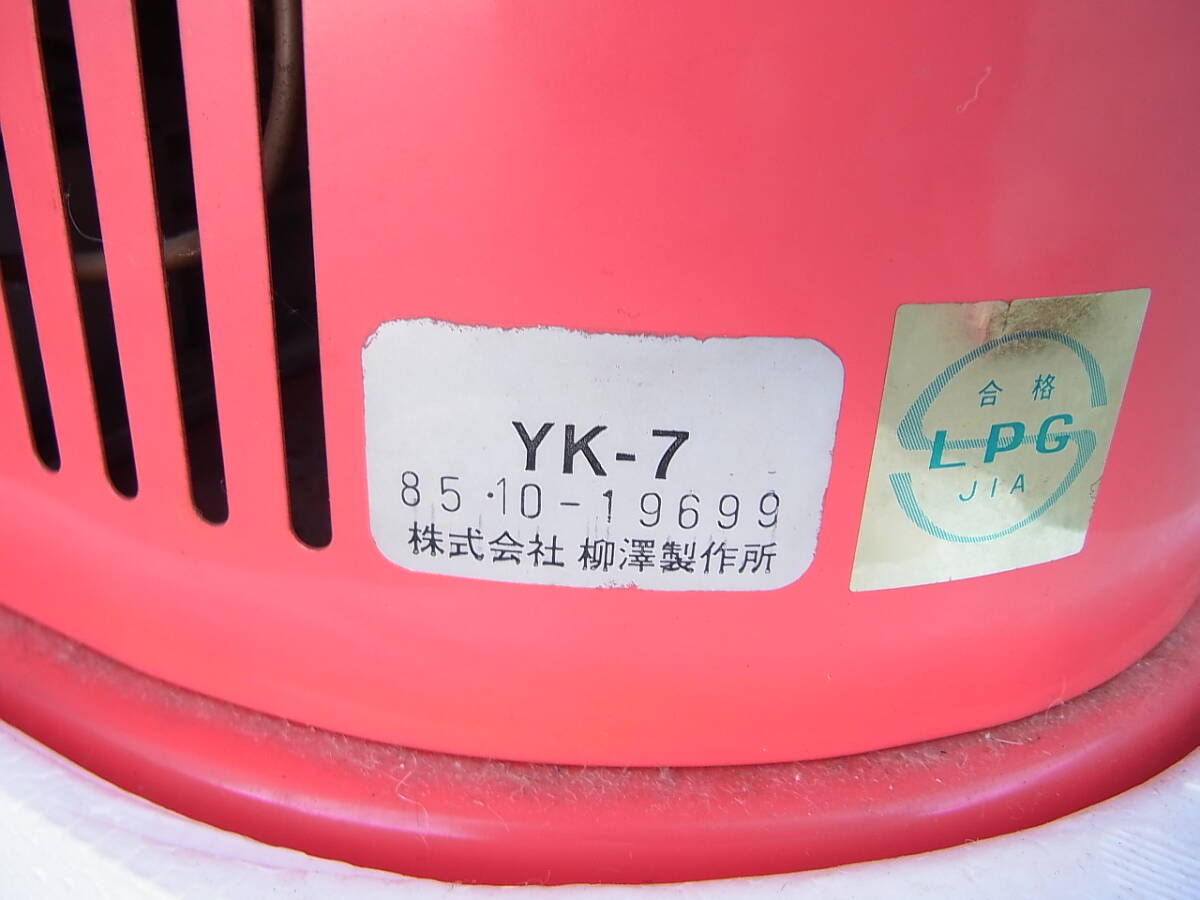 YK-7
85.10-19699
株式会社 柳澤製作所
合格
LPG
JIA